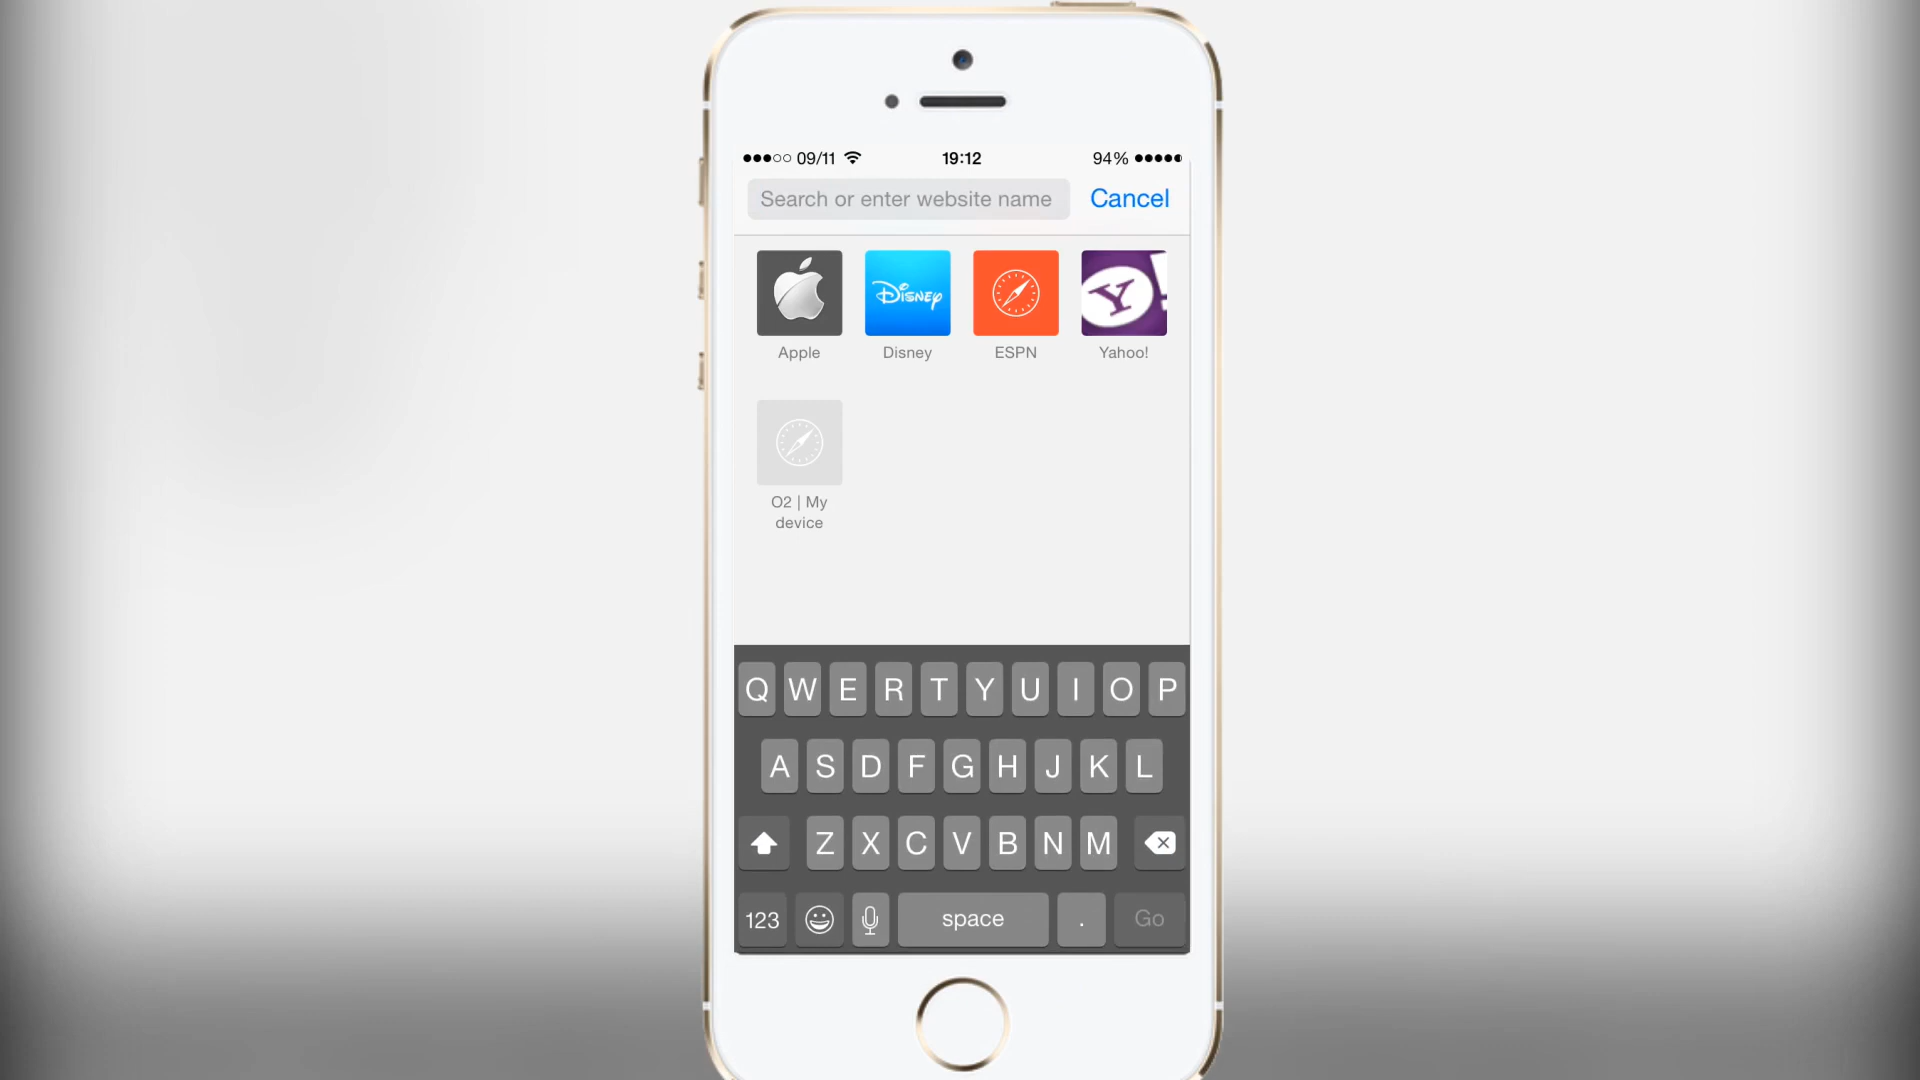 09/11 19:12 94%
Search or enter website name Cancel
Disney Y!
Apple Disney ESPN Yahoo!
O2 | My
device
Q W E R T Y U I O P
A S D F G H J K L
Z X C V B N M
123 space . Go